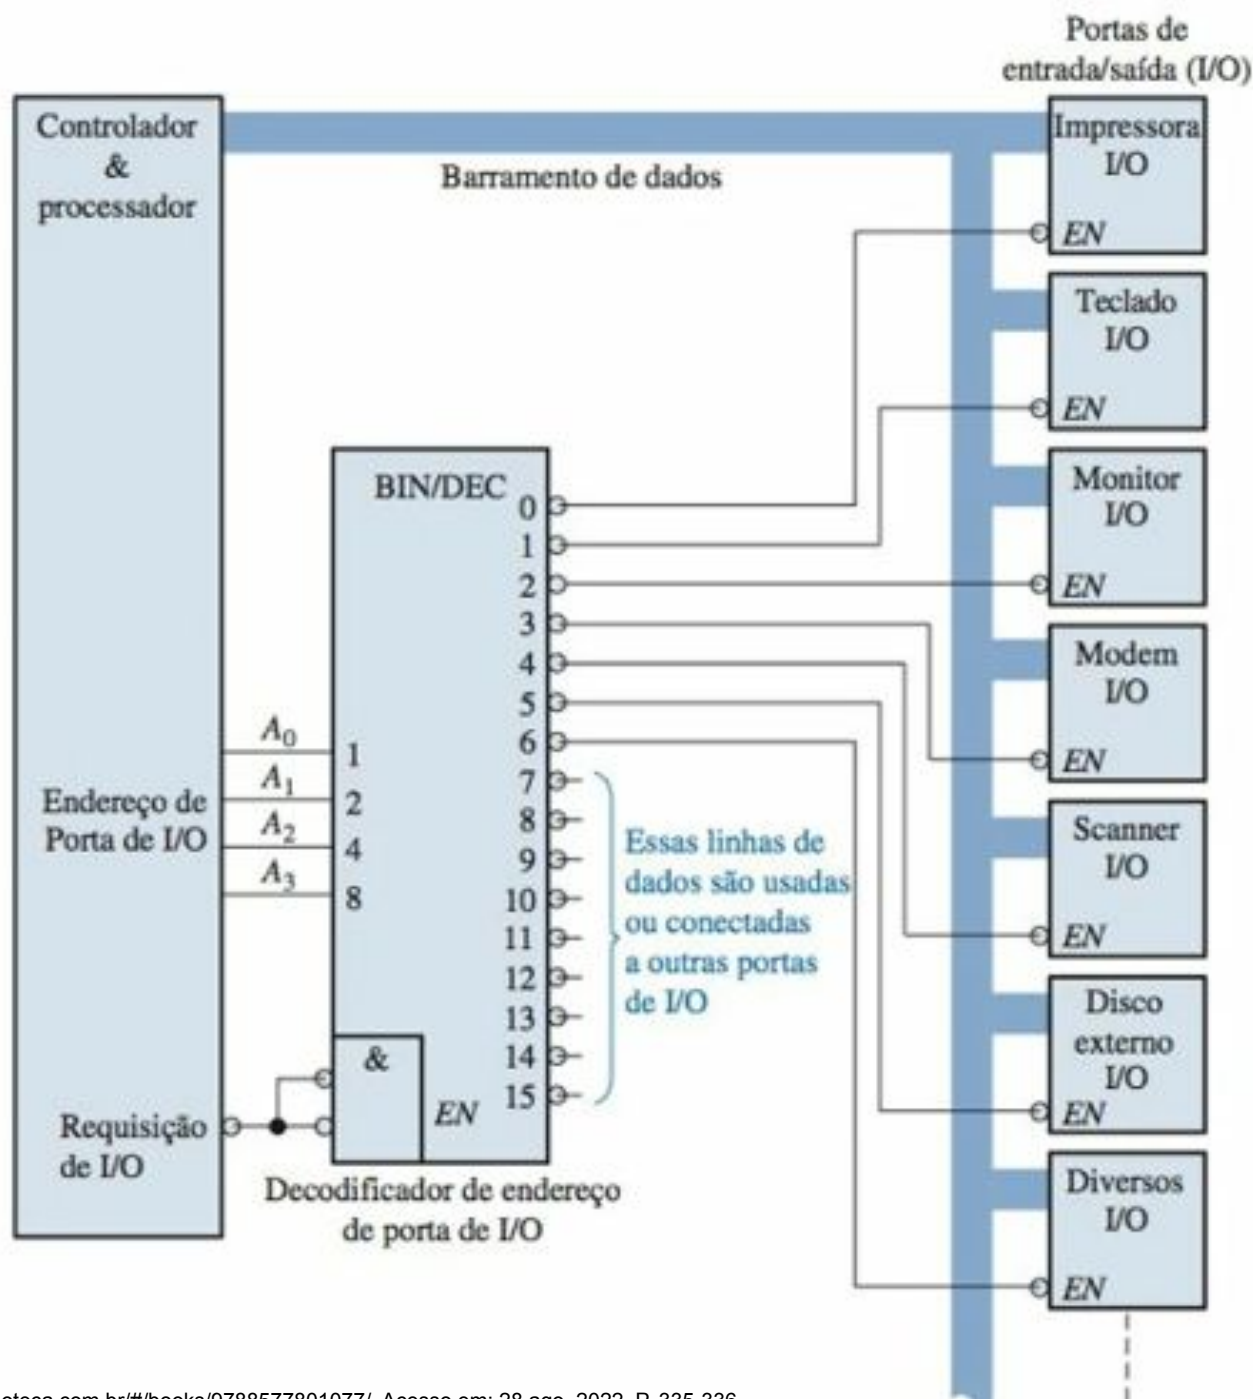 Portas de
entrada/saída (I/O)
Controlador
&
processador
Barramento de dados
Impressora
I/O
EN
Teclado
I/O
EN
Monitor
I/O
EN
Modem
I/O
EN
Scanner
I/O
EN
Disco
externo
I/O
EN
Diversos
I/O
EN
BIN/DEC
0
1
2
3
4
5
6
7
8
9
10
11
12
13
14
15
A0
A1
A2
A3
1
2
4
8
Endereço de
Porta de I/O
Essas linhas de
dados são usadas
ou conectadas
a outras portas
de I/O
&
EN
Requisição
de I/O
Decodificador de endereço
de porta de I/O